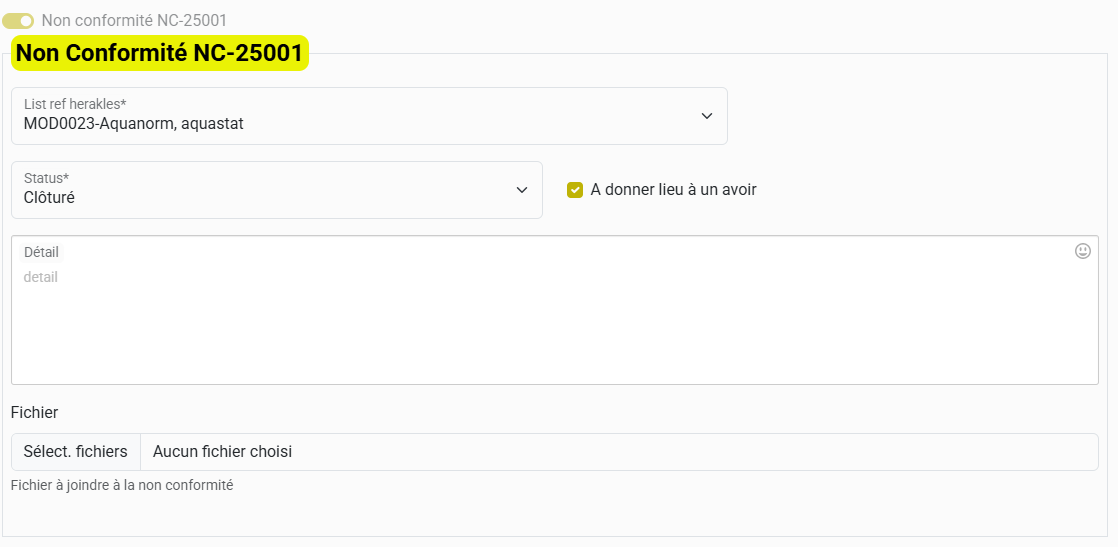 Non conformité NC-25001
Non Conformité NC-25001
List ref herakles*
MOD0023-Aquanorm, aquastat
Status*
Clôturé
A donner lieu à un avoir
Détail
detail
Fichier
Sélect. fichiers
Aucun fichier choisi
Fichier à joindre à la non conformité